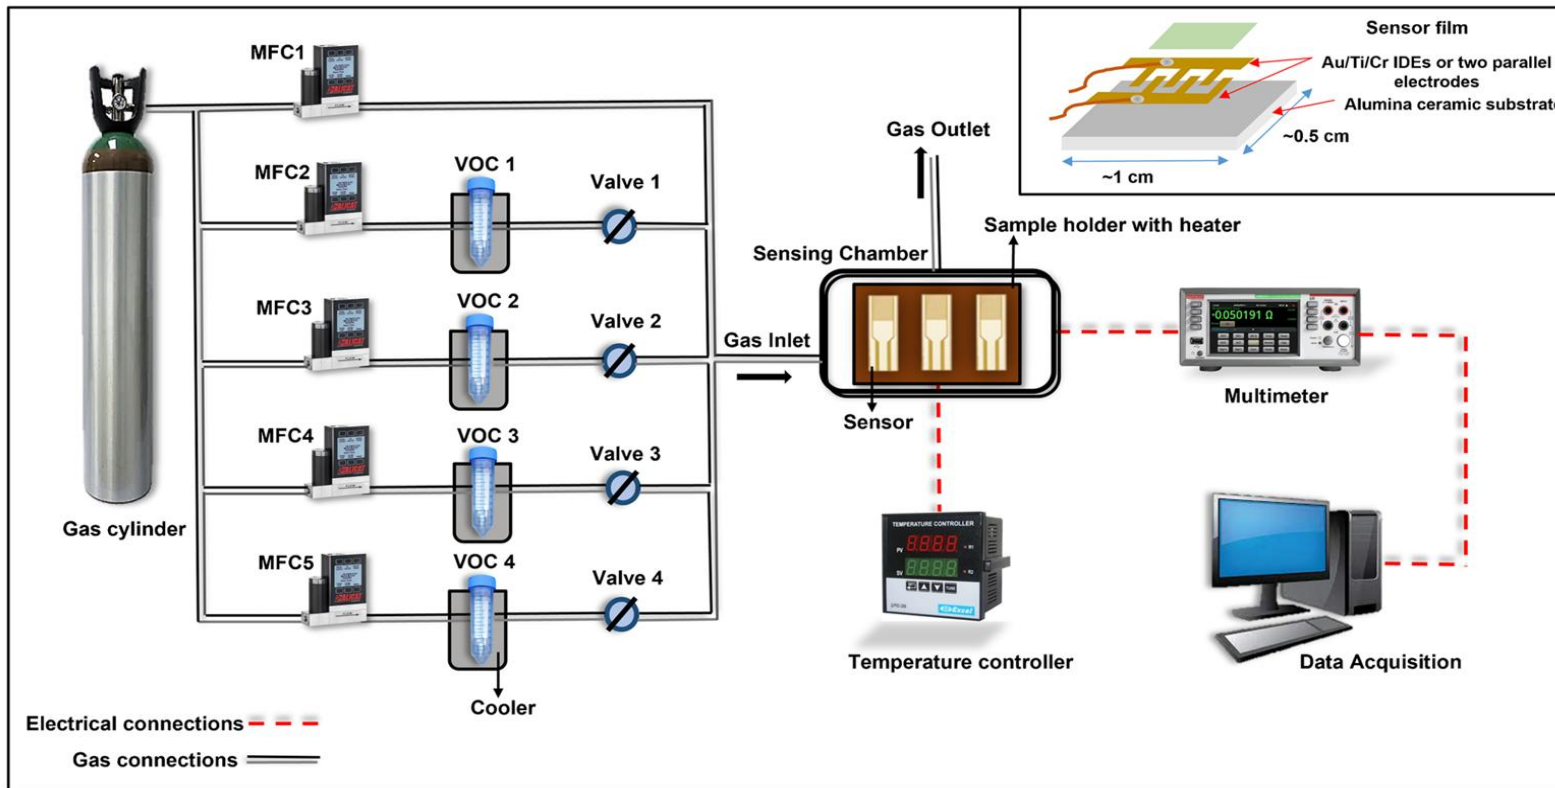 MFC1
MFC2
VOC 1
Valve 1
MFC3
VOC 2
Valve 2
MFC4
VOC 3
Valve 3
MFC5
VOC 4
Valve 4
Gas cylinder
Cooler
Electrical connections
Gas connections
Gas Inlet
Gas Outlet
Sensing Chamber
Sample holder with heater
Sensor
-0.050191 Ω
Multimeter
TEMPERATURE CONTROLLER
PV
SV
Excel
Temperature controller
Data Acquisition
Sensor film
Au/Ti/Cr IDEs or two parallel
electrodes
Alumina ceramic substrate
~0.5 cm
~1 cm